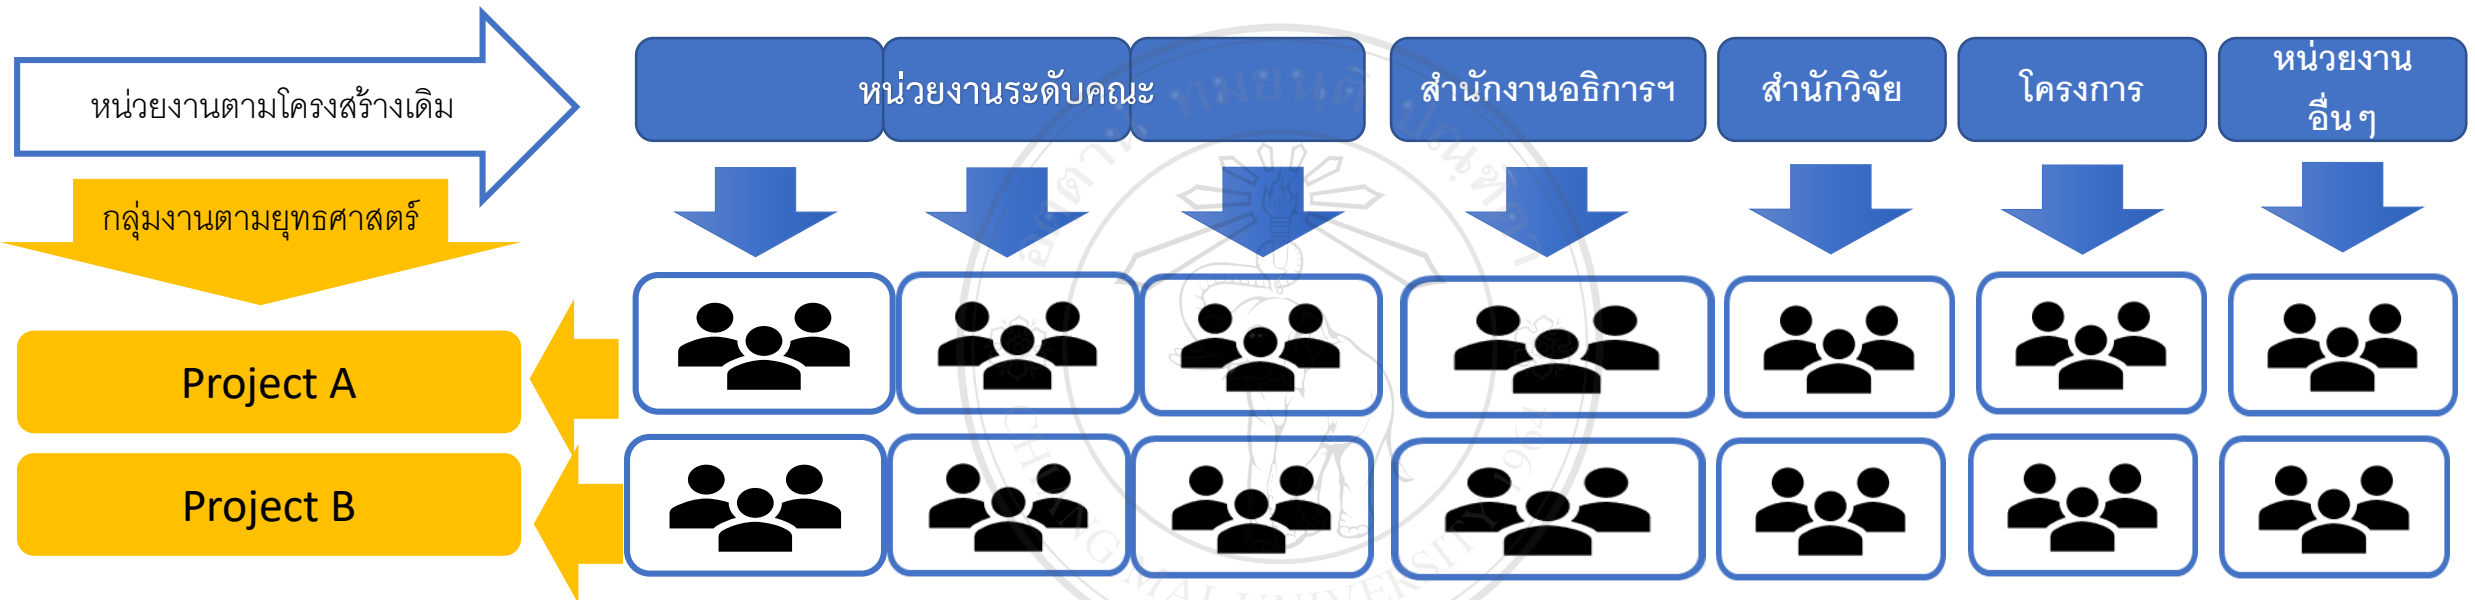 หน่วยงานตามโครงสร้างเดิม
หน่วยงานระดับคณะ
สำนักงานอธิการฯ
สำนักวิจัย
โครงการ
หน่วยงาน
อื่น ๆ
กลุ่มงานตามยุทธศาสตร์
Project A
Project B
CHIANG MAI UNIVERSITY 1964